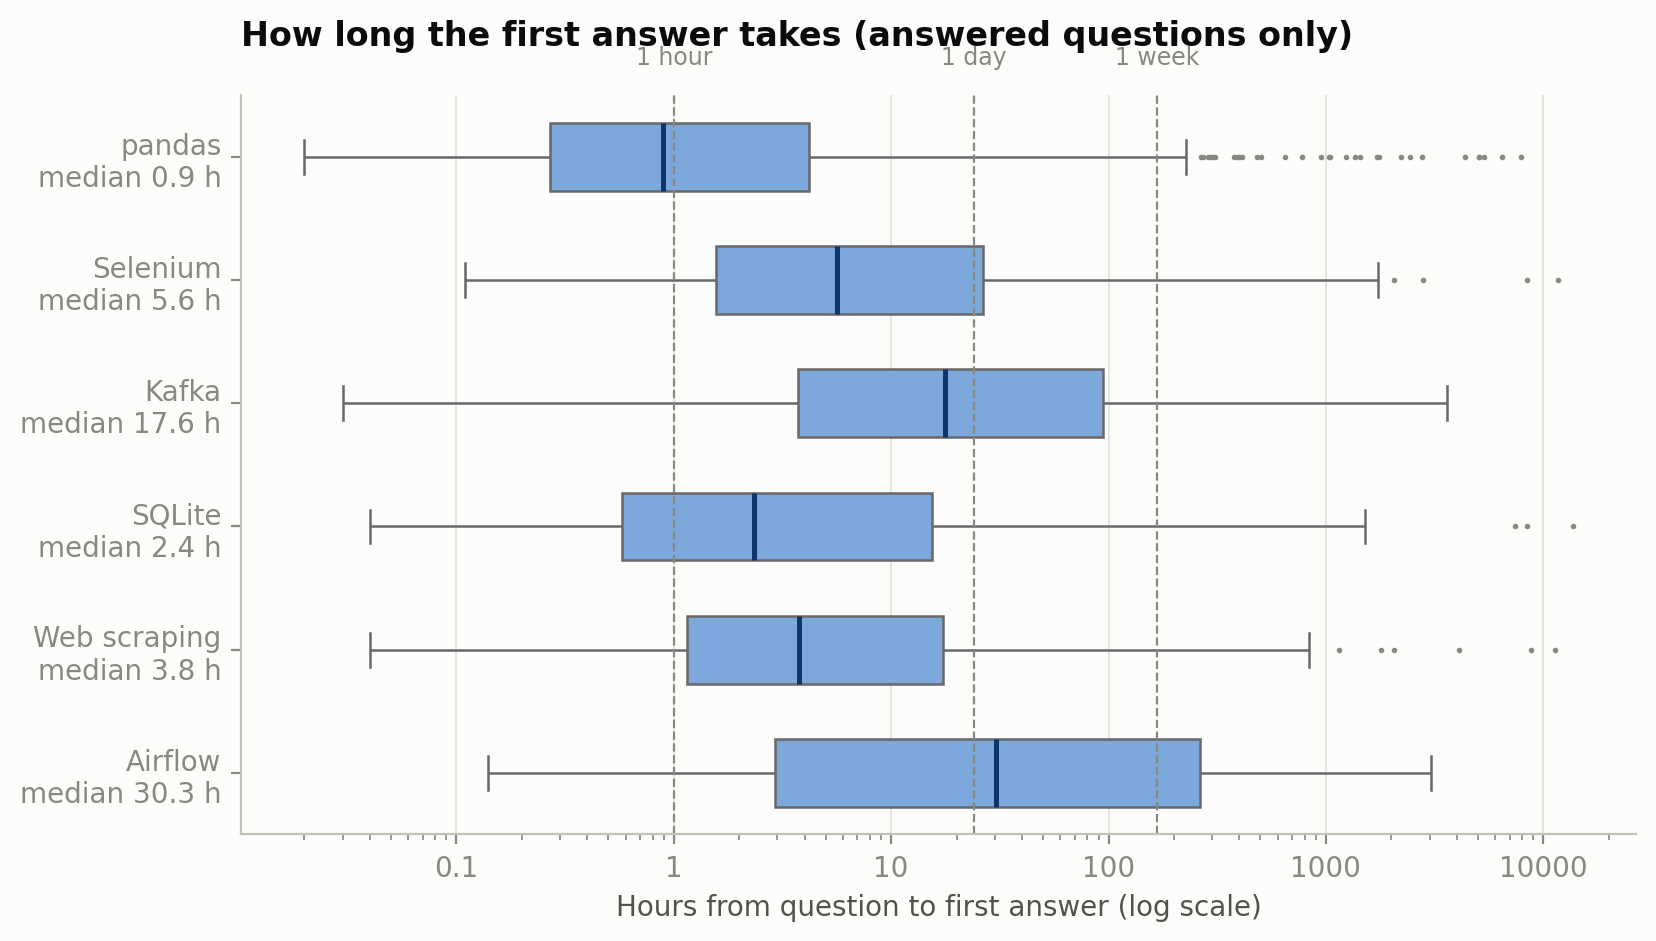 How long the first answer takes (answered questions only)
1 hour 1 day 1 week
pandas
median 0.9 h
Selenium
median 5.6 h
Kafka
median 17.6 h
SQLite
median 2.4 h
Web scraping
median 3.8 h
Airflow
median 30.3 h
0.1 1 10 100 1000 10000
Hours from question to first answer (log scale)